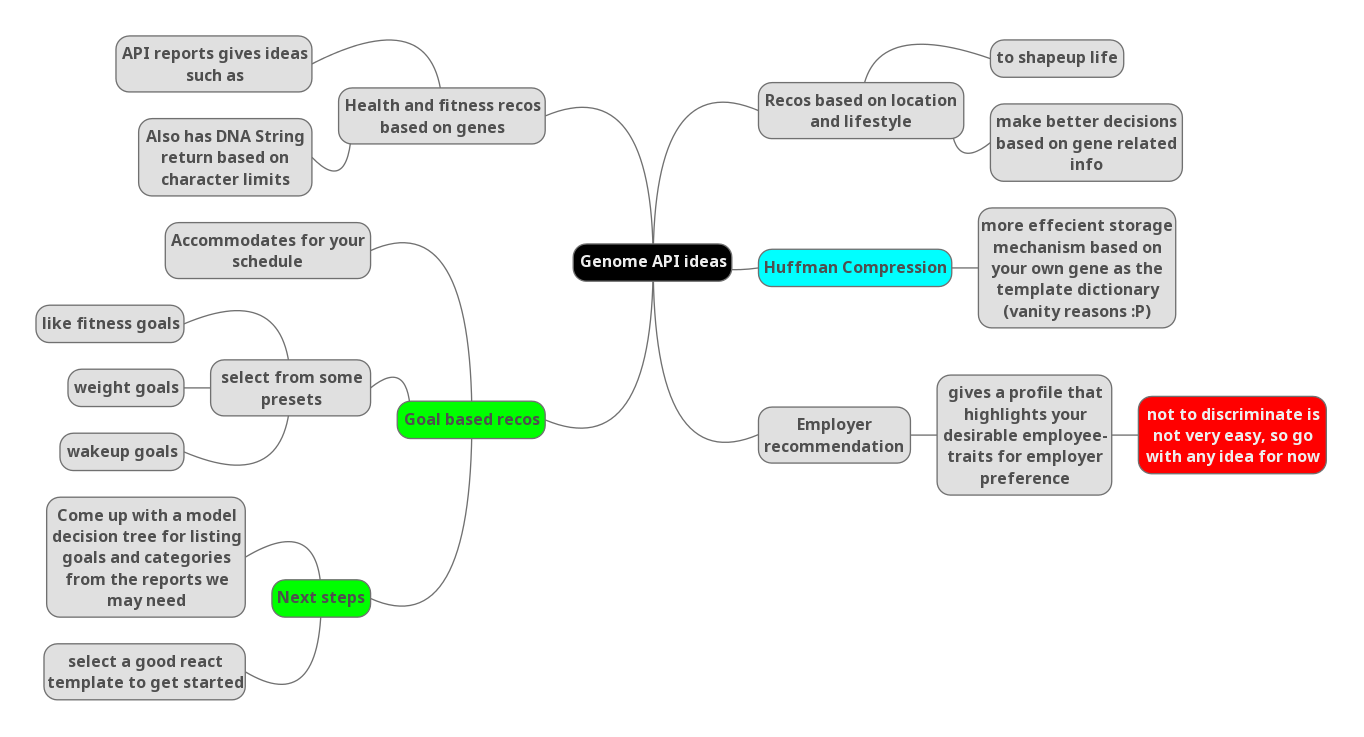 Genome API ideas
Health and fitness recos
based on genes
API reports gives ideas
such as
Also has DNA String
return based on
character limits
Goal based recos
Accommodates for your
schedule
select from some
presets
like fitness goals
weight goals
wakeup goals
Next steps
Come up with a model
decision tree for listing
goals and categories
from the reports we
may need
select a good react
template to get started
Recos based on location
and lifestyle
to shapeup life
make better decisions
based on gene related
info
Huffman Compression
more effecient storage
mechanism based on
your own gene as the
template dictionary
(vanity reasons :P)
Employer
recommendation
gives a profile that
highlights your
desirable employee-
traits for employer
preference
not to discriminate is
not very easy, so go
with any idea for now